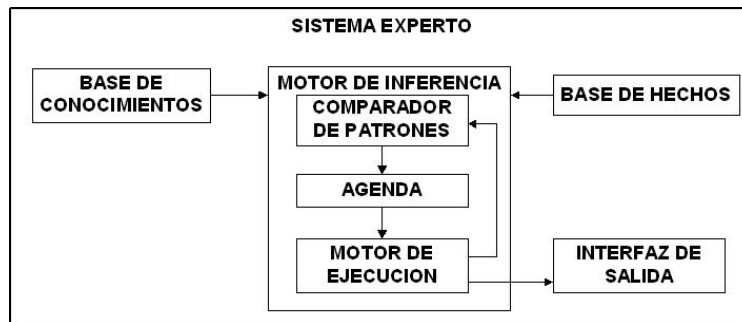 SISTEMA EXPERTO
BASE DE
CONOCIMIENTOS
MOTOR DE INFERENCIA
COMPARADOR
DE PATRONES
BASE DE HECHOS
AGENDA
MOTOR DE
EJECUCION
INTERFAZ DE
SALIDA